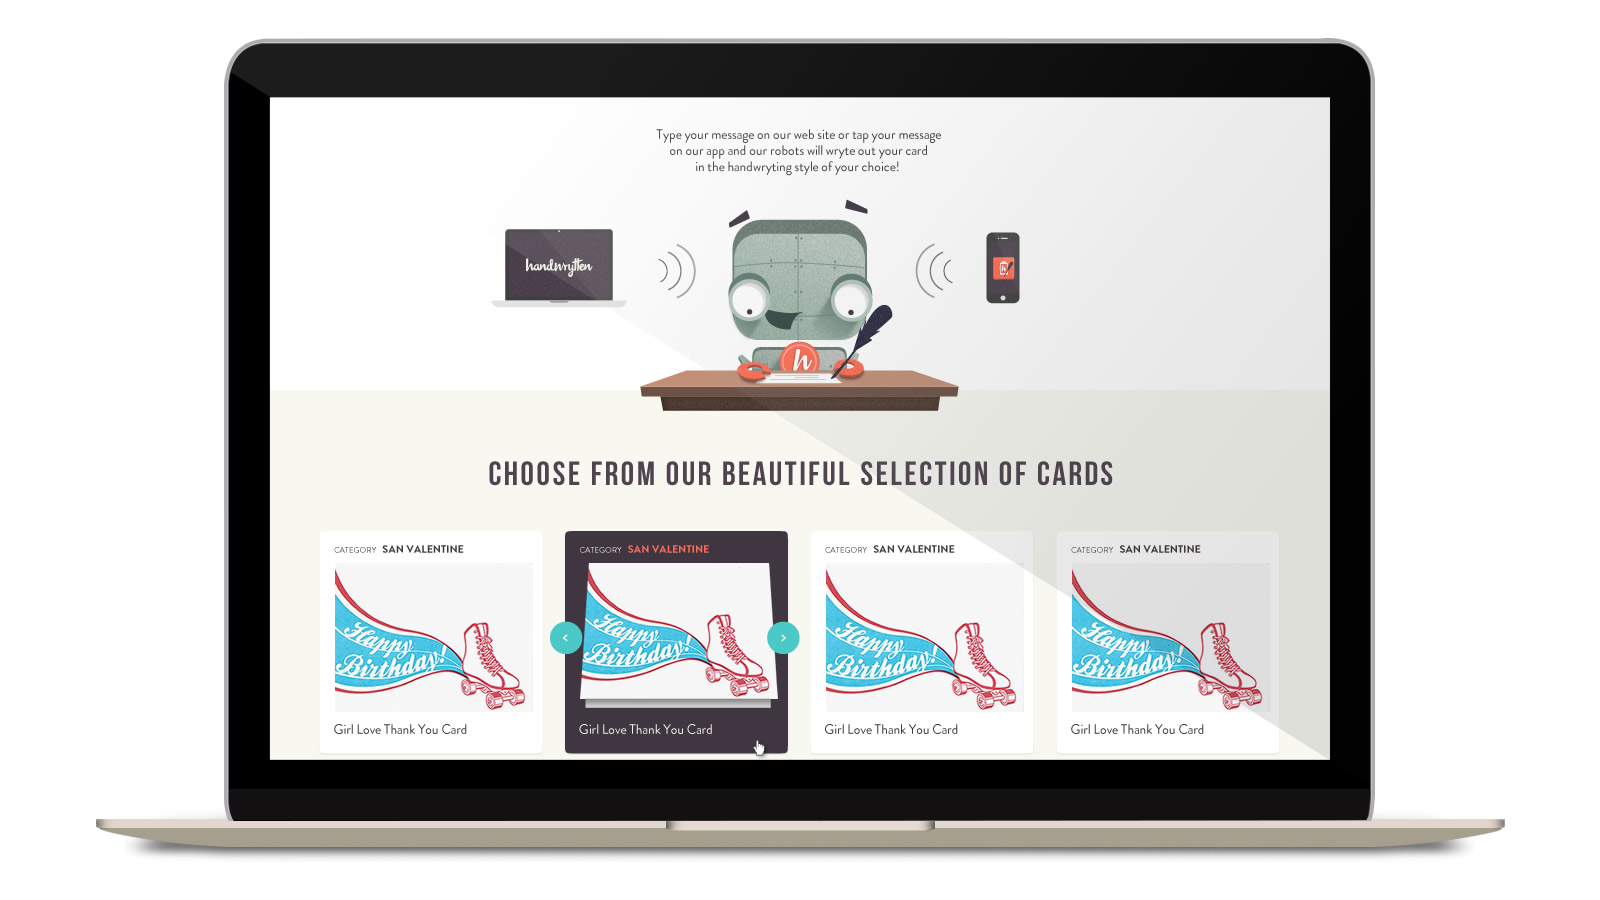 Type your message on our web site or tap your message
on our app and our robots will wryte out your card
in the handwryting style of your choice!
handwrytten
h
h
CHOOSE FROM OUR BEAUTIFUL SELECTION OF CARDS
CATEGORY SAN VALENTINE
Happy
Birthday!
Girl Love Thank You Card
CATEGORY SAN VALENTINE
Happy
Birthday!
Girl Love Thank You Card
CATEGORY SAN VALENTINE
Happy
Birthday!
Girl Love Thank You Card
CATEGORY SAN VALENTINE
Happy
Birthday!
Girl Love Thank You Card